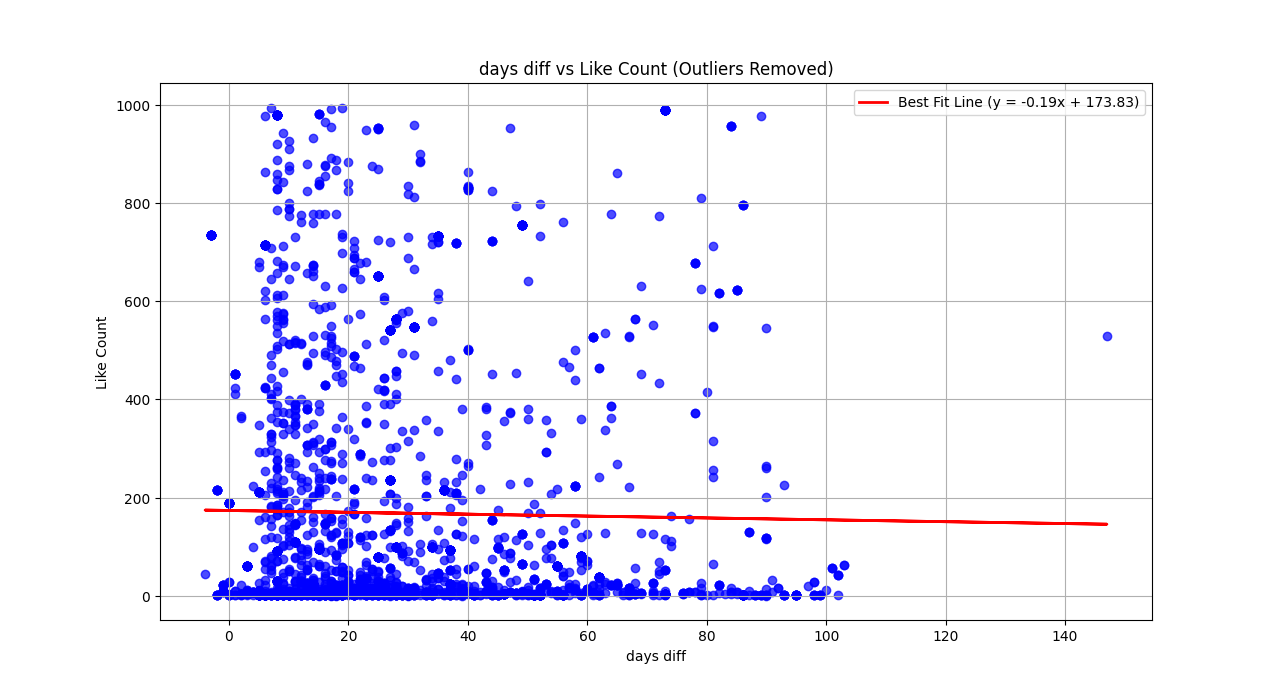 days diff vs Like Count (Outliers Removed)
Best Fit Line (y = -0.19x + 173.83)
1000
800
600
400
200
0
Like Count
0 20 40 60 80 100 120 140
days diff